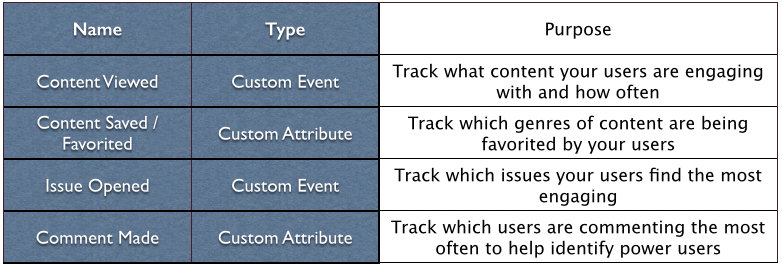 Name Type Purpose
Content Viewed Custom Event Track what content your users are engaging
with and how often
Content Saved /
Favorited
Custom Attribute
Track which genres of content are being
favorited by your users
Issue Opened Custom Event Track which issues your users find the most
engaging
Comment Made Custom Attribute Track which users are commenting the most
often to help identify power users